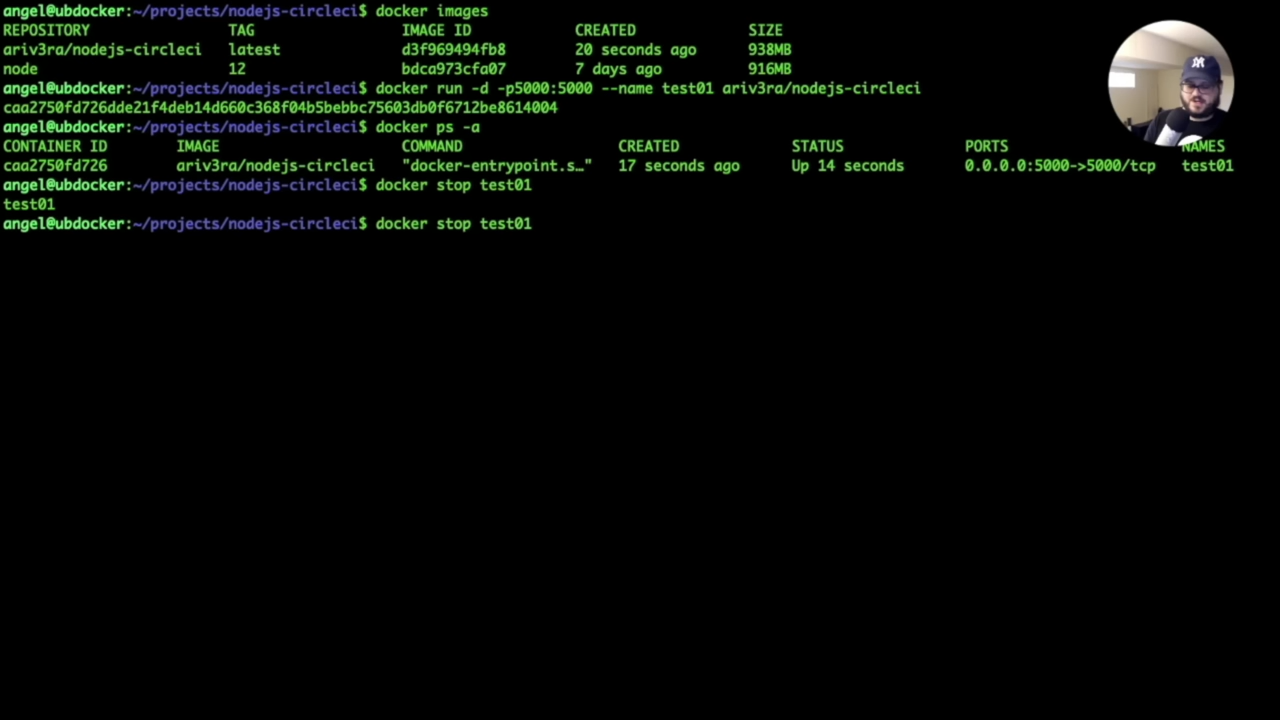 angel@ubdocker:~/projects/nodejs-circleci$ docker images
REPOSITORY TAG IMAGE ID CREATED SIZE
ariv3ra/nodejs-circleci latest d3f969494fb8 20 seconds ago 938MB
node 12 bdca973cfa07 7 days ago 916MB
angel@ubdocker:~/projects/nodejs-circleci$ docker run -d -p5000:5000 --name test01 ariv3ra/nodejs-circleci
caa2750fd726dde21f4deb14d660c368f04b5bebbc75603db0f6712be8614004
angel@ubdocker:~/projects/nodejs-circleci$ docker ps -a
CONTAINER ID IMAGE COMMAND CREATED STATUS PORTS NAMES
caa2750fd726 ariv3ra/nodejs-circleci "docker-entrypoint.s…" 17 seconds ago Up 14 seconds 0.0.0.0:5000->5000/tcp test01
angel@ubdocker:~/projects/nodejs-circleci$ docker stop test01
test01
angel@ubdocker:~/projects/nodejs-circleci$ docker stop test01